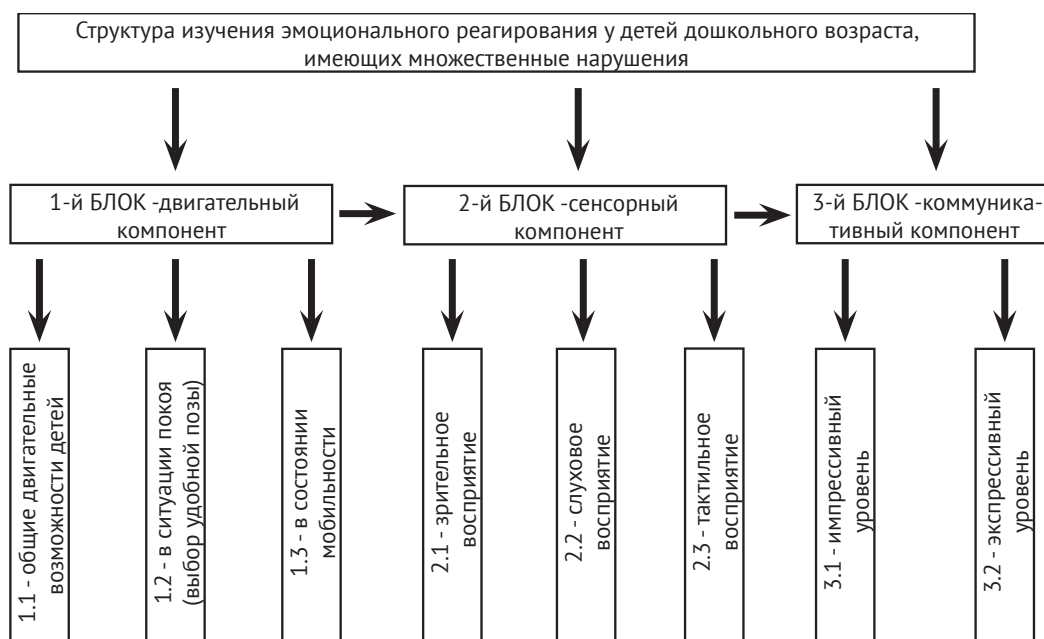 Структура изучения эмоционального реагирования у детей дошкольного возраста,
имеющих множественные нарушения
1-й БЛОК -двигательный
компонент
2-й БЛОК -сенсорный
компонент
3-й БЛОК -коммуника-
тивный компонент
1.1 - общие двигательные
возможности детей
1.2 - в ситуации покоя
(выбор удобной позы)
1.3 - в состоянии
мобильности
2.1 - зрительное
восприятие
2.2 - слуховое
восприятие
2.3 - тактильное
восприятие
3.1 - импрессивный
уровень
3.2 - экспрессивный
уровень